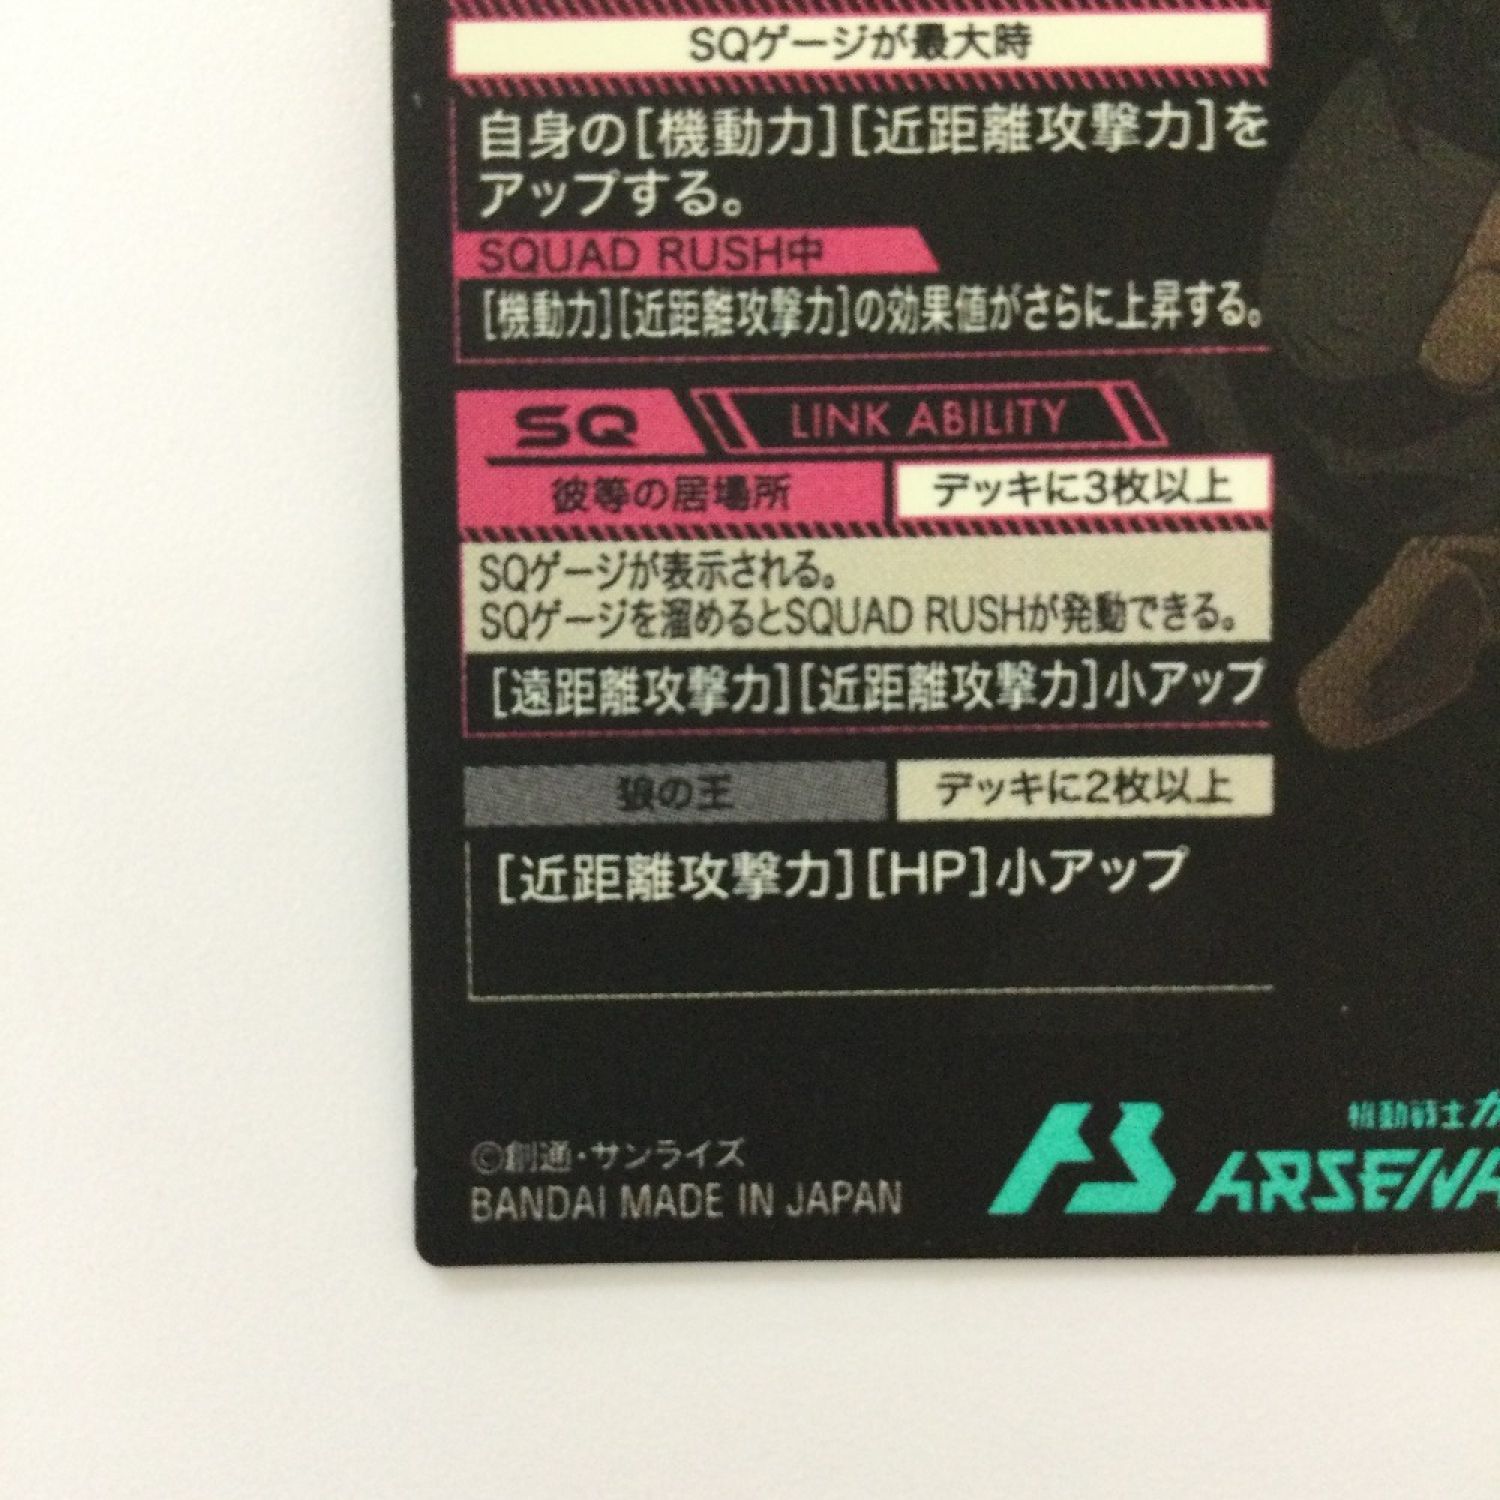 SQゲージが最大時
自身の[機動力][近距離攻撃力]を
アップする。
SQUAD RUSH中
[機動力][近距離攻撃力]の効果値がさらに上昇する。
SQ LINK ABILITY
彼等の居場所 デッキに3枚以上
SQゲージが表示される。
SQゲージを溜めるとSQUAD RUSHが発動できる。
[遠距離攻撃力][近距離攻撃力]小アップ
狼の王 デッキに2枚以上
[近距離攻撃力][HP]小アップ
機動戦士ガ
©創通・サンライズ
ARSENA
BANDAI MADE IN JAPAN